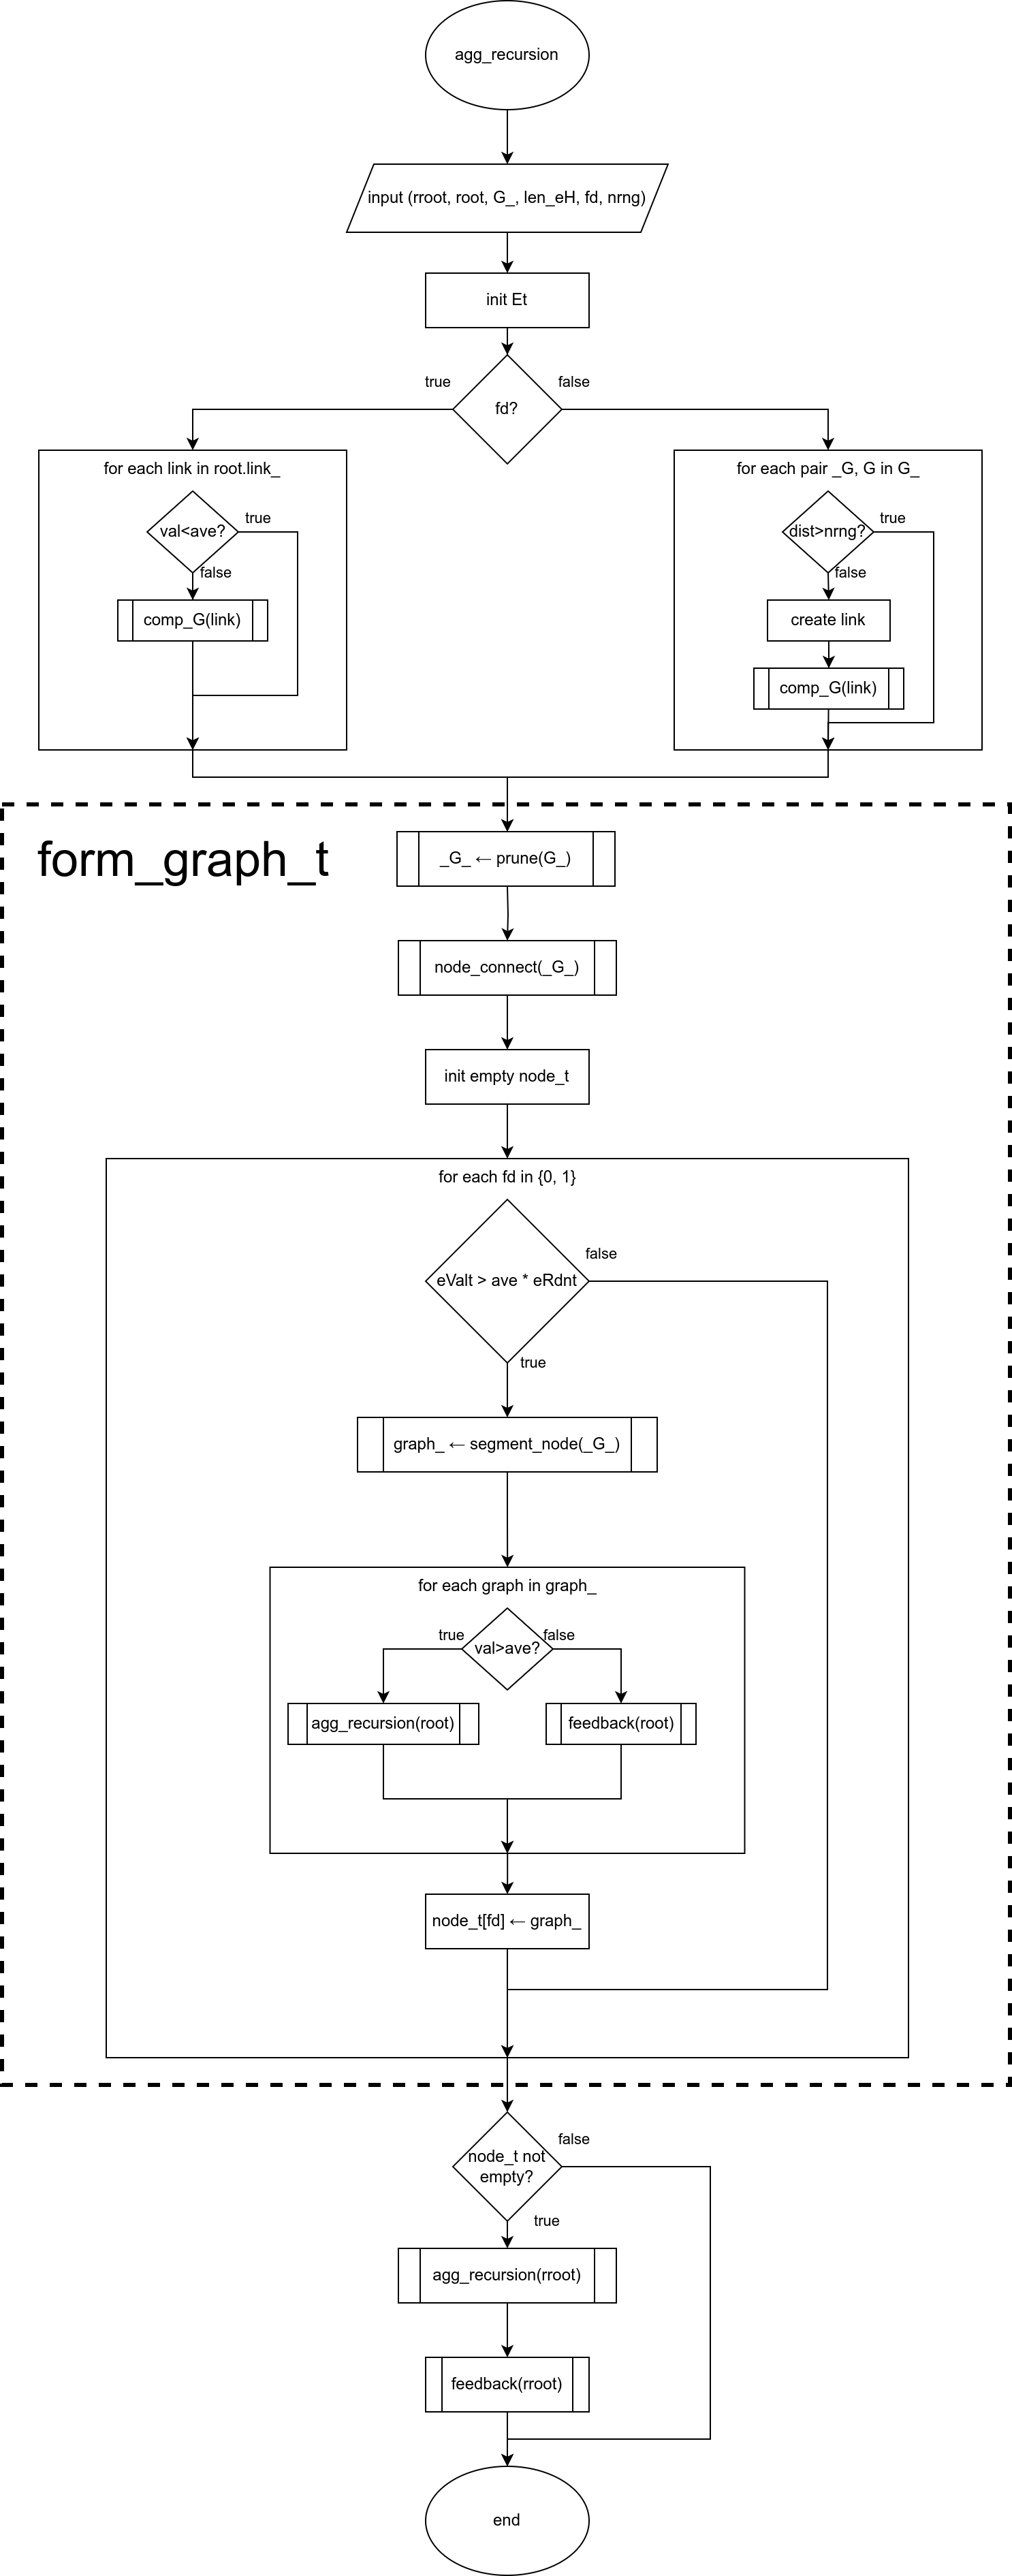 agg_recursion
input (rroot, root, G_, len_eH, fd, nrng)
init Et
true
false
fd?
for each link in root.link_
val<ave?
true
false
comp_G(link)
for each pair _G, G in G_
dist>nrng?
true
false
create link
comp_G(link)
form_graph_t
_G_ ← prune(G_)
node_connect(_G_)
init empty node_t
for each fd in {0, 1}
false
eValt > ave * eRdnt
true
graph_ ← segment_node(_G_)
for each graph in graph_
true
val>ave?
false
agg_recursion(root)
feedback(root)
node_t[fd] ← graph_
false
node_t not
empty?
true
agg_recursion(rroot)
feedback(rroot)
end